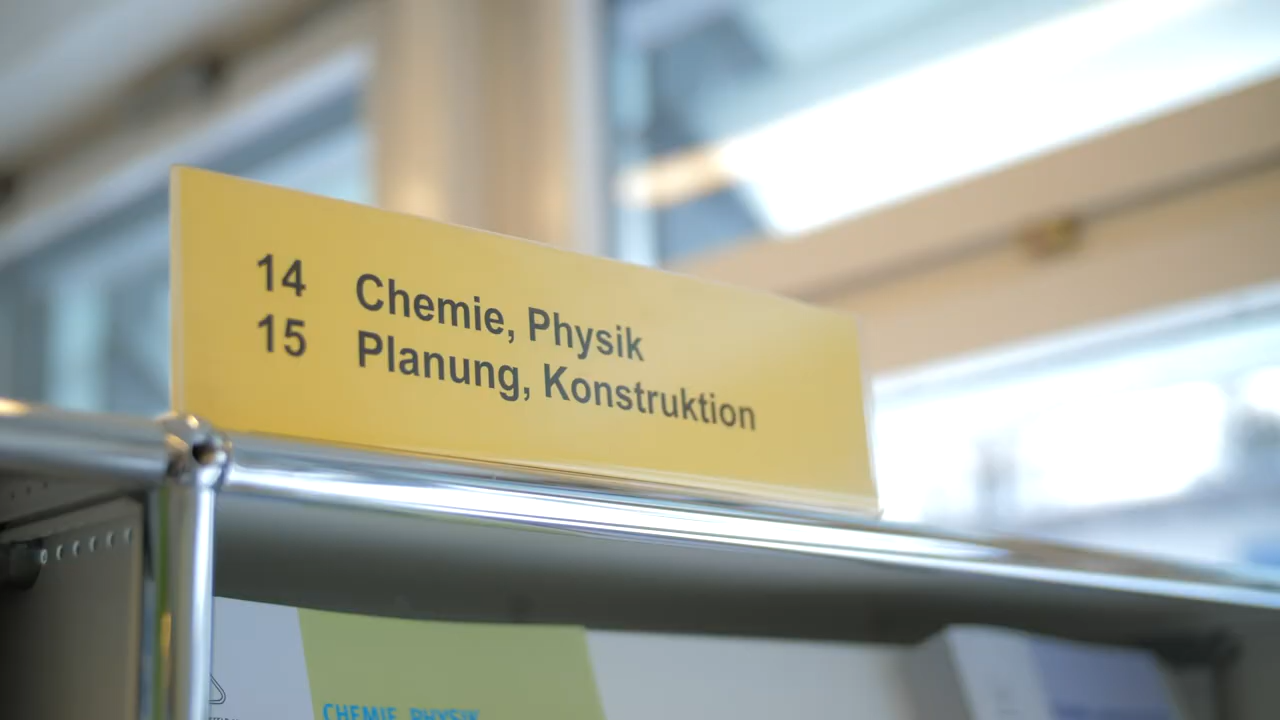 14 Chemie, Physik
15 Planung, Konstruktion
CHEMIE, PHYSIK